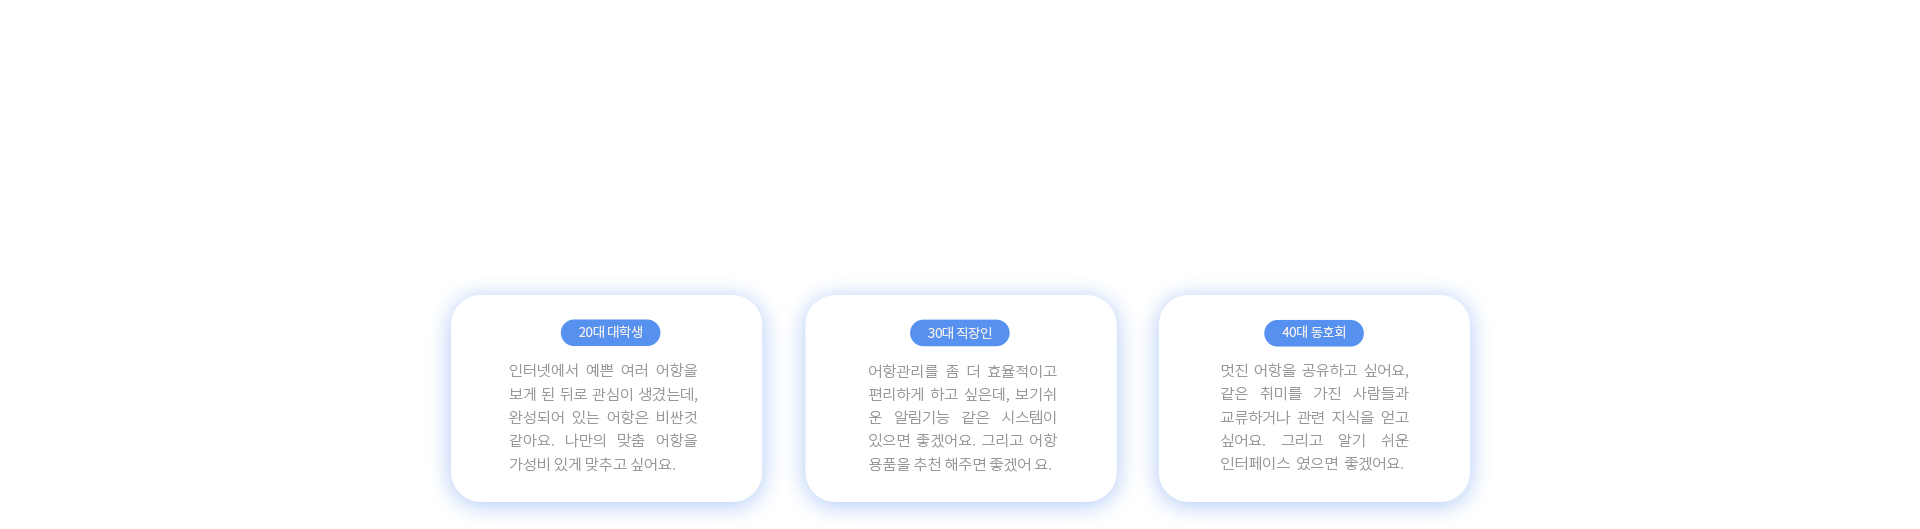 20대 대학생
인터넷에서 예쁜 여러 어항을
보게 된 뒤로 관심이 생겼는데,
완성되어 있는 어항은 비싼것
같아요. 나만의 맞춤 어항을
가성비 있게 맞추고 싶어요.
30대 직장인
어항관리를 좀 더 효율적이고
편리하게 하고 싶은데, 보기쉬
운 알림기능 같은 시스템이
있으면 좋겠어요. 그리고 어항
용품을 추천 해주면 좋겠어 요.
40대 동호회
멋진 어항을 공유하고 싶어요,
같은 취미를 가진 사람들과
교류하거나 관련 지식을 얻고
싶어요. 그리고 알기 쉬운
인터페이스 였으면 좋겠어요.